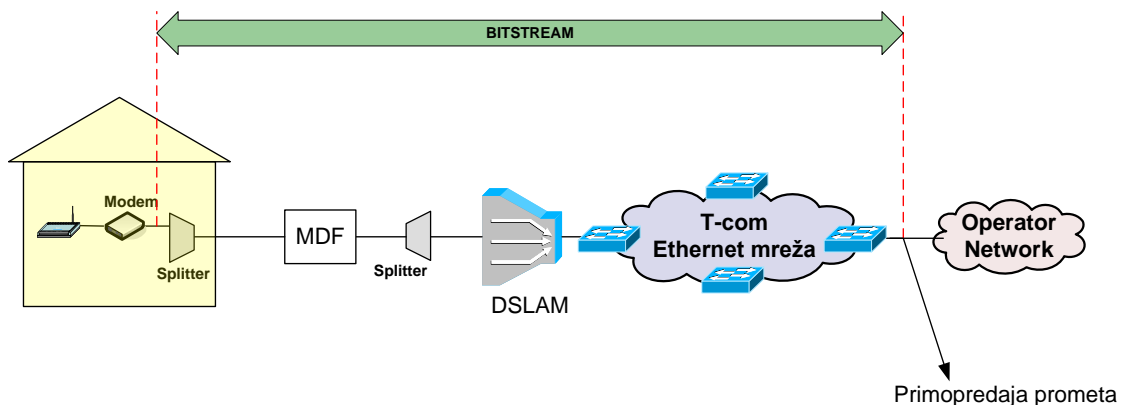 BITSTREAM
Modem
Splitter
MDF
Splitter
DSLAM
T-com
Ethernet mreža
Operator
Network
Primopredaja prometa